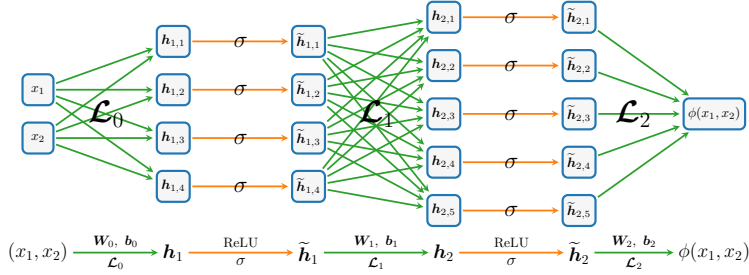 h₂,₁ σ h̃₂,₁
h₁,₁ σ h̃₁,₁
h₂,₂ σ h̃₂,₂
x₁ h₁,₂ σ h̃₁,₂
𝓛₀ 𝓛₁ h₂,₃ σ h̃₂,₃ 𝓛₂ ϕ(x₁, x₂)
x₂ h₁,₃ σ h̃₁,₃
h₂,₄ σ h̃₂,₄
h₁,₄ σ h̃₁,₄
h₂,₅ σ h̃₂,₅
W₀, b₀ ReLU W₁, b₁ ReLU W₂, b₂
(x₁, x₂) h₁ h̃₁ h₂ h̃₂ ϕ(x₁, x₂)
𝓛₀ σ 𝓛₁ σ 𝓛₂